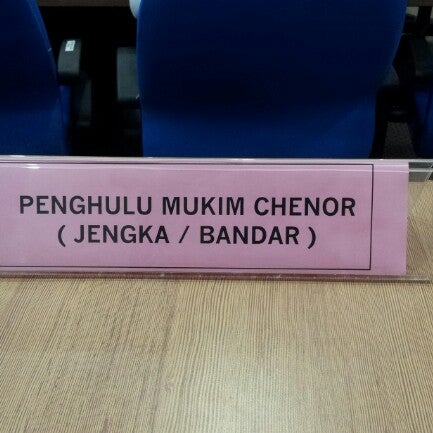 PENGHULU MUKIM CHENOR
( JENGKA / BANDAR )